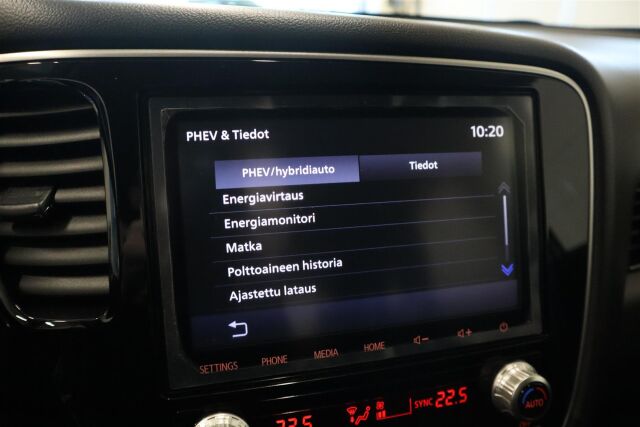 PHEV & Tiedot 10:20
PHEV/hybridiauto Tiedot
Energiavirtaus
Energiamonitori
Matka
Polttoaineen historia
Ajastettu lataus
SETTINGS PHONE MEDIA HOME
SYNC 22.5
AUTO